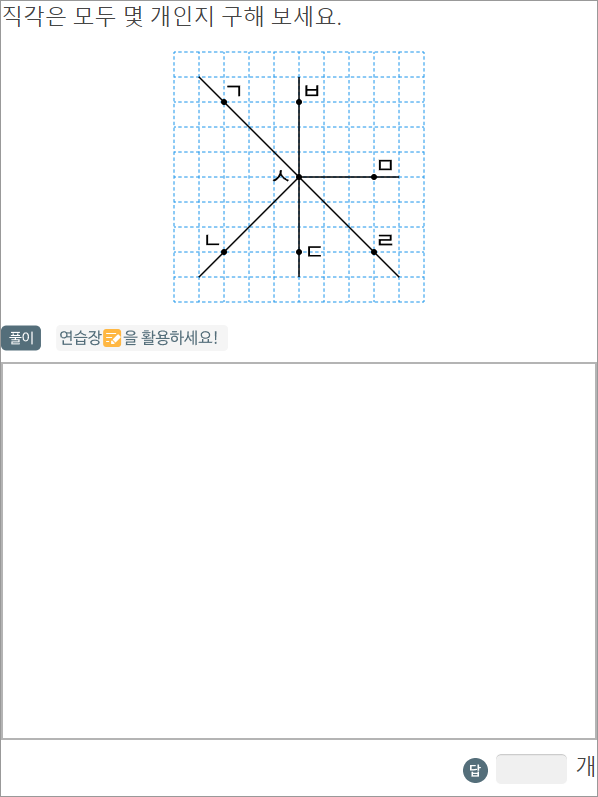 직각은 모두 몇 개인지 구해 보세요.
ㄱ
ㅂ
ㅅ
ㅁ
ㄴ
ㄷ
ㄹ
풀이 연습장을 활용하세요!
답 개